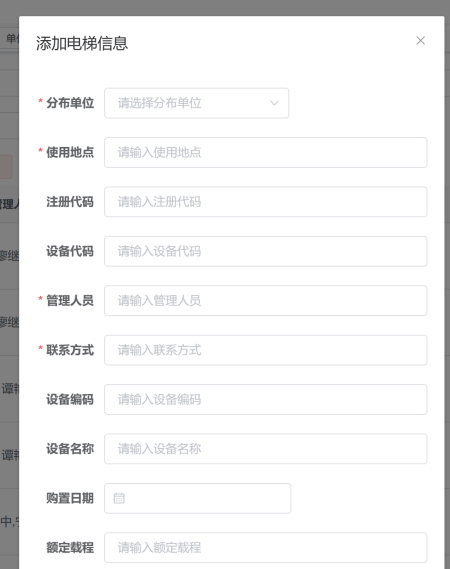 添加电梯信息
* 分布单位 请选择分布单位
* 使用地点 请输入使用地点
注册代码 请输入注册代码
设备代码 请输入设备代码
* 管理人员 请输入管理人员
* 联系方式 请输入联系方式
设备编码 请输入设备编码
设备名称 请输入设备名称
购置日期
额定载程 请输入额定载程